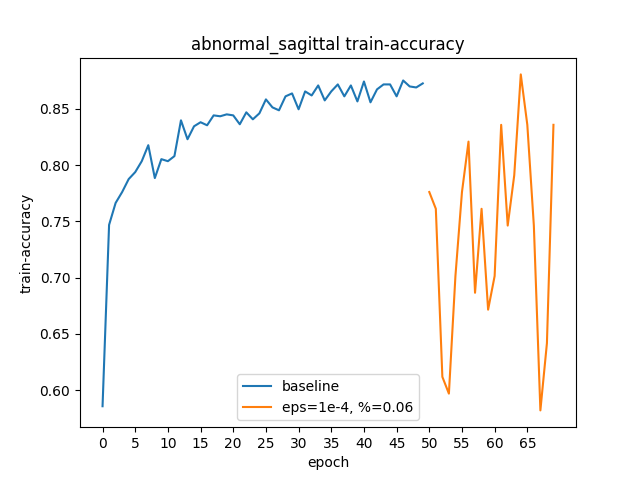 abnormal_sagittal train-accuracy
train-accuracy
0.85
0.80
0.75
0.70
0.65
0.60
baseline
eps=1e-4, %=0.06
0 5 10 15 20 25 30 35 40 45 50 55 60 65
epoch